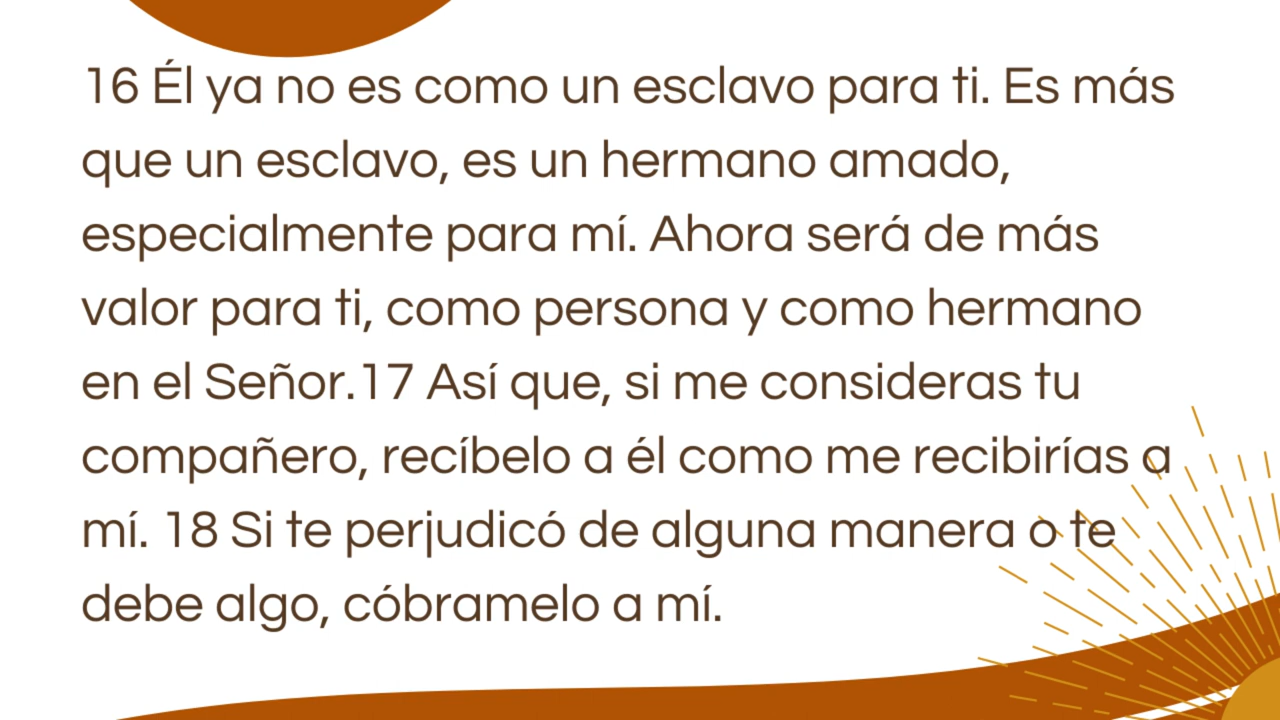 16 Él ya no es como un esclavo para ti. Es más
que un esclavo, es un hermano amado,
especialmente para mí. Ahora será de más
valor para ti, como persona y como hermano
en el Señor.17 Así que, si me consideras tu
compañero, recíbelo a él como me recibirías a
mí. 18 Si te perjudicó de alguna manera o te
debe algo, cóbramelo a mí.